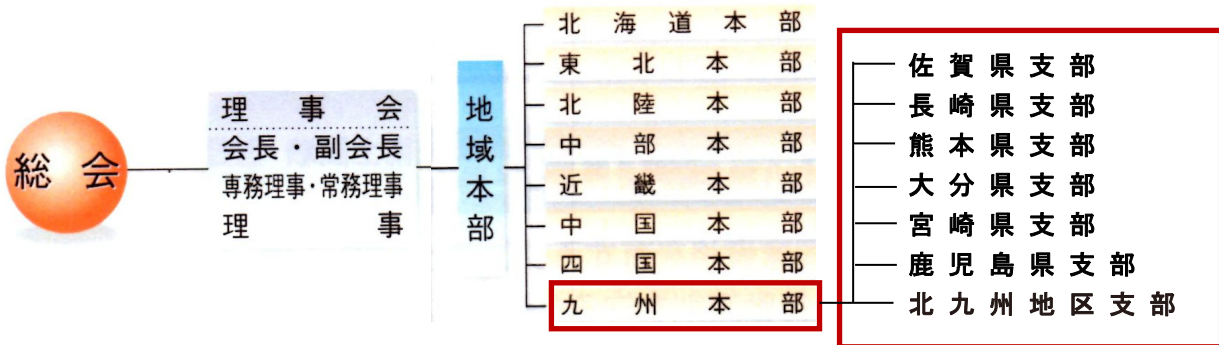 総会
理事会
会長・副会長
専務理事・常務理事
理事
地域本部
北海道本部
東北本部
北陸本部
中部本部
近畿本部
中国本部
四国本部
九州本部
佐賀県支部
長崎県支部
熊本県支部
大分県支部
宮崎県支部
鹿児島県支部
北九州地区支部